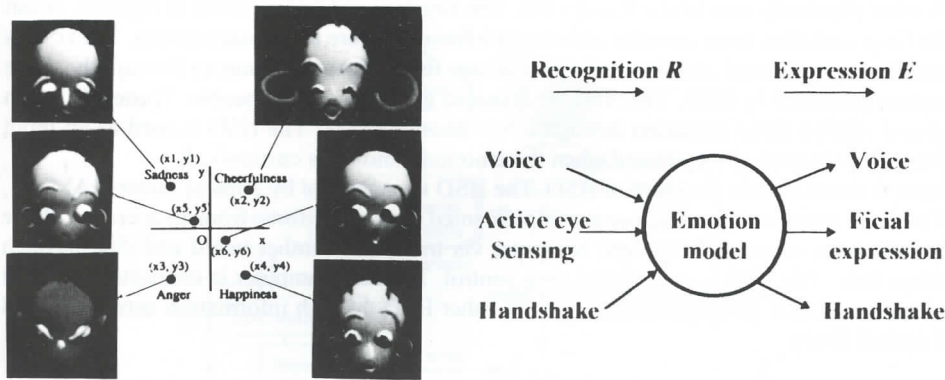 (x1, y1)
Sadness
y
Cheerfulness
(x2, y2)
(x5, y5)
O
x
(x6, y6)
(x3, y3)
(x4, y4)
Anger
Happiness
Recognition R
Expression E
Voice
Active eye
Sensing
Handshake
Emotion
model
Voice
Ficial
expression
Handshake